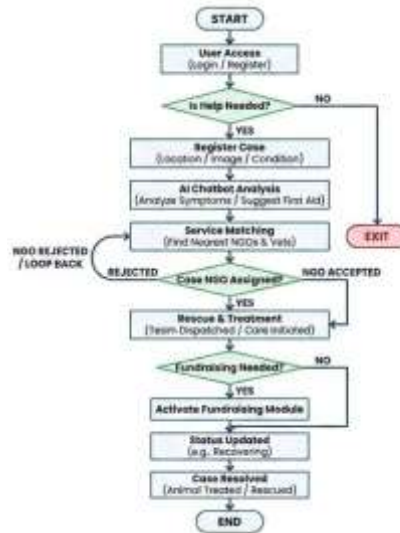 START
User Access
(Login / Register)
Is Help Needed?
NO
YES
Register Case
(Location / Image / Condition)
AI Chatbot Analysis
(Analyze Symptoms / Suggest First Aid)
Service Matching
(Find Nearest NGOs & Vets)
EXIT
NGO REJECTED
/ LOOP BACK
REJECTED
Case NGO Assigned?
NGO ACCEPTED
YES
Rescue & Treatment
(Team Dispatched / Care Initiated)
Fundraising Needed?
NO
YES
Activate Fundraising Module
Status Updated
(e.g., Recovering)
Case Resolved
(Animal Treated / Rescued)
END